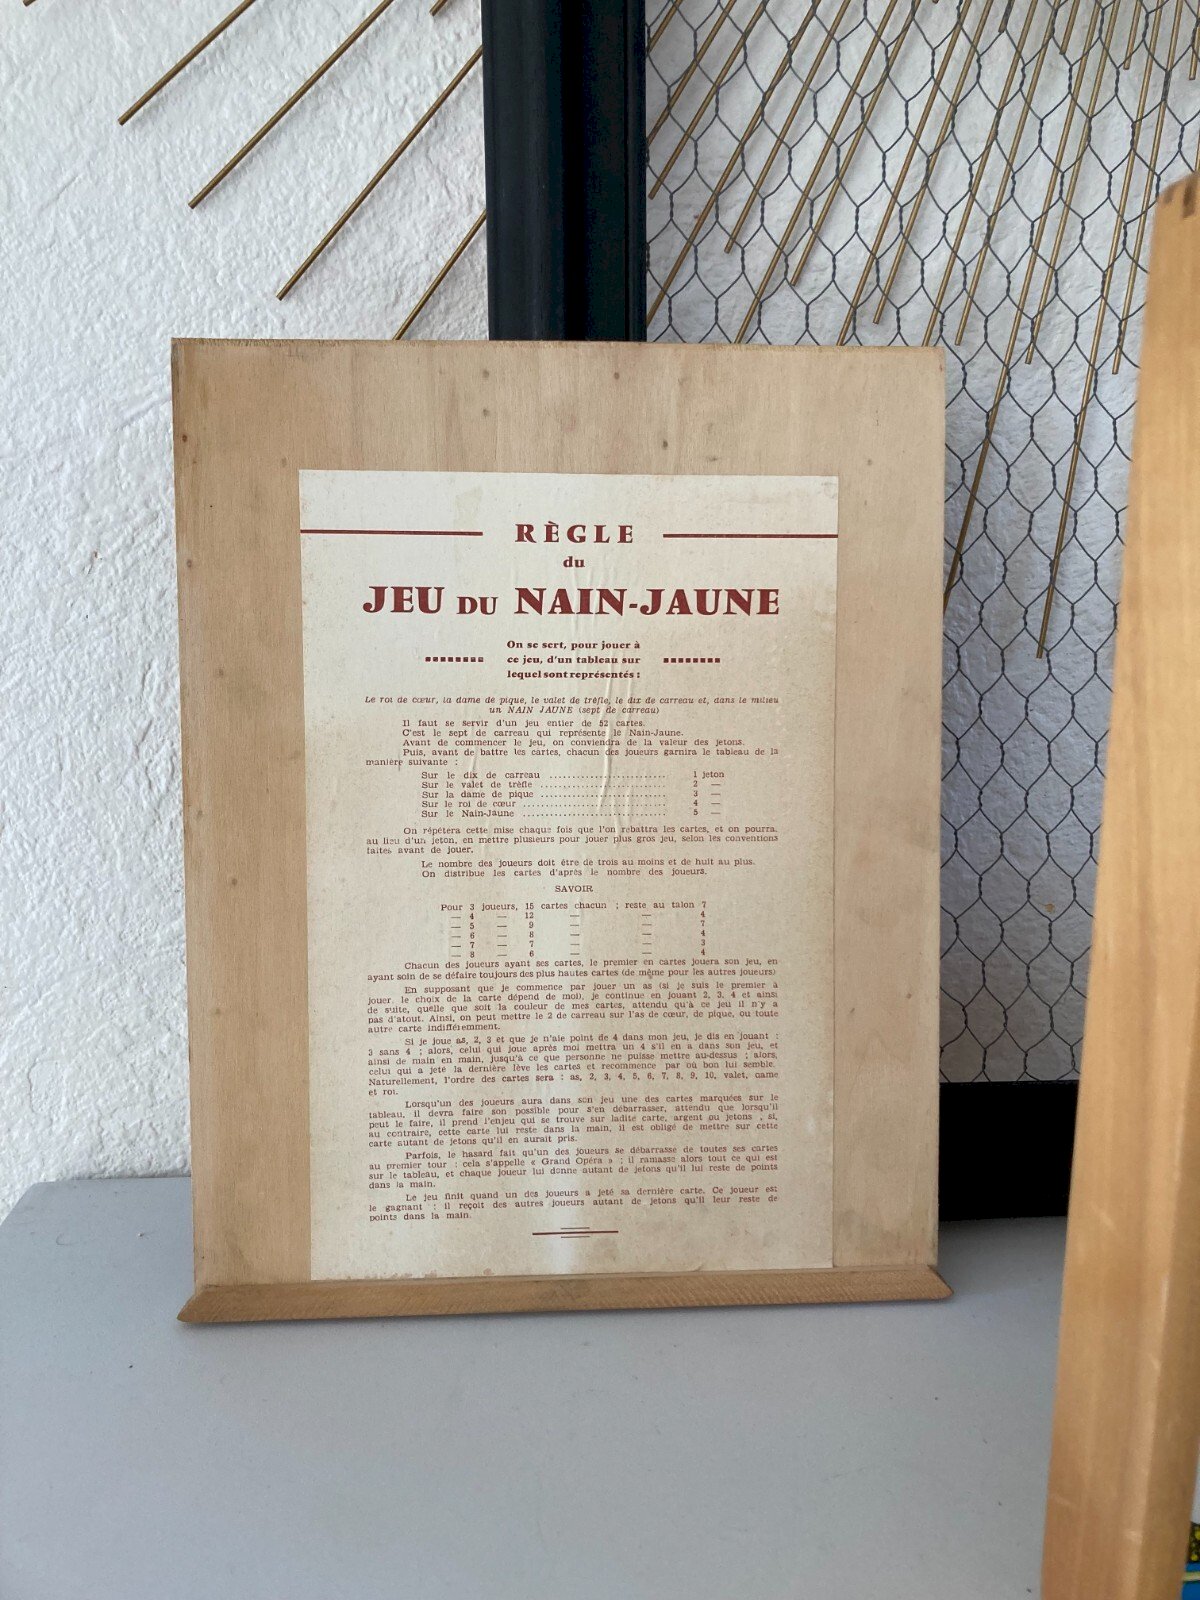 RÈGLE
du
JEU DU NAIN-JAUNE
On se sert, pour jouer à
ce jeu, d'un tableau sur
lequel sont représentés :
Le roi de cœur, la dame de pique, le valet de trèfle, le dix de carreau et, dans le milieu
un NAIN JAUNE (sept de carreau)
Il faut se servir d'un jeu entier de 52 cartes.
C'est le sept de carreau qui représente le Nain-Jaune.
Avant de commencer le jeu, on conviendra de la valeur des jetons.
Puis, avant de battre les cartes, chacun des joueurs garnira le tableau de la
manière suivante :
Sur le dix de carreau .......................... 1 jeton
Sur le valet de trèfle .......................... 2 —
Sur la dame de pique .......................... 3 —
Sur le roi de cœur .......................... 4 —
Sur le Nain-Jaune .......................... 5 —
On répétera cette mise chaque fois que l'on rebattra les cartes, et on pourra,
au lieu d'un jeton, en mettre plusieurs pour jouer plus gros jeu, selon les conventions
faites avant de jouer.
Le nombre des joueurs doit être de trois au moins et de huit au plus.
On distribue les cartes d'après le nombre des joueurs.
SAVOIR
Pour 3 joueurs, 15 cartes chacun ; reste au talon 7
— 4 — 12 — — 4
— 5 — 9 — — 7
— 6 — 8 — — 4
— 7 — 7 — — 3
— 8 — 6 — — 4
Chacun des joueurs ayant ses cartes, le premier en cartes jouera son jeu, en
ayant soin de se défaire toujours des plus hautes cartes (de même pour les autres joueurs)
En supposant que je commence par jouer un as (si je suis le premier à
jouer, le choix de la carte dépend de moi), je continue en jouant 2, 3, 4 et ainsi
de suite, quelle que soit la couleur de mes cartes, attendu qu'à ce jeu il n'y a
pas d'atout. Ainsi, on peut mettre le 2 de carreau sur l'as de cœur, de pique, ou toute
autre carte indifféremment.
Si je joue as, 2, 3 et que je n'aie point de 4 dans mon jeu, je dis en jouant :
3 sans 4 ; alors, celui qui joue après moi mettra un 4 s'il en a dans son jeu, et
ainsi de main en main, jusqu'à ce que personne ne puisse mettre au-dessus ; alors,
celui qui a jeté la dernière lève les cartes et recommence par où bon lui semble.
Naturellement, l'ordre des cartes sera : as, 2, 3, 4, 5, 6, 7, 8, 9, 10, valet, dame
et roi.
Lorsqu'un des joueurs aura dans son jeu une des cartes marquées sur le
tableau, il devra faire son possible pour s'en débarrasser, attendu que lorsqu'il
peut le faire, il prend l'enjeu qui se trouve sur ladite carte, argent ou jetons ; si,
au contraire, cette carte lui reste dans la main, il est obligé de mettre sur cette
carte autant de jetons qu'il en aurait pris.
Parfois, le hasard fait qu'un des joueurs se débarrasse de toutes ses cartes
au premier tour : cela s'appelle « Grand Opéra » ; il ramasse alors tout ce qui est
sur le tableau, et chaque joueur lui donne autant de jetons qu'il lui reste de points
dans la main.
Le jeu finit quand un des joueurs a jeté sa dernière carte. Ce joueur est
le gagnant : il reçoit des autres joueurs autant de jetons qu'il leur reste de
points dans la main.